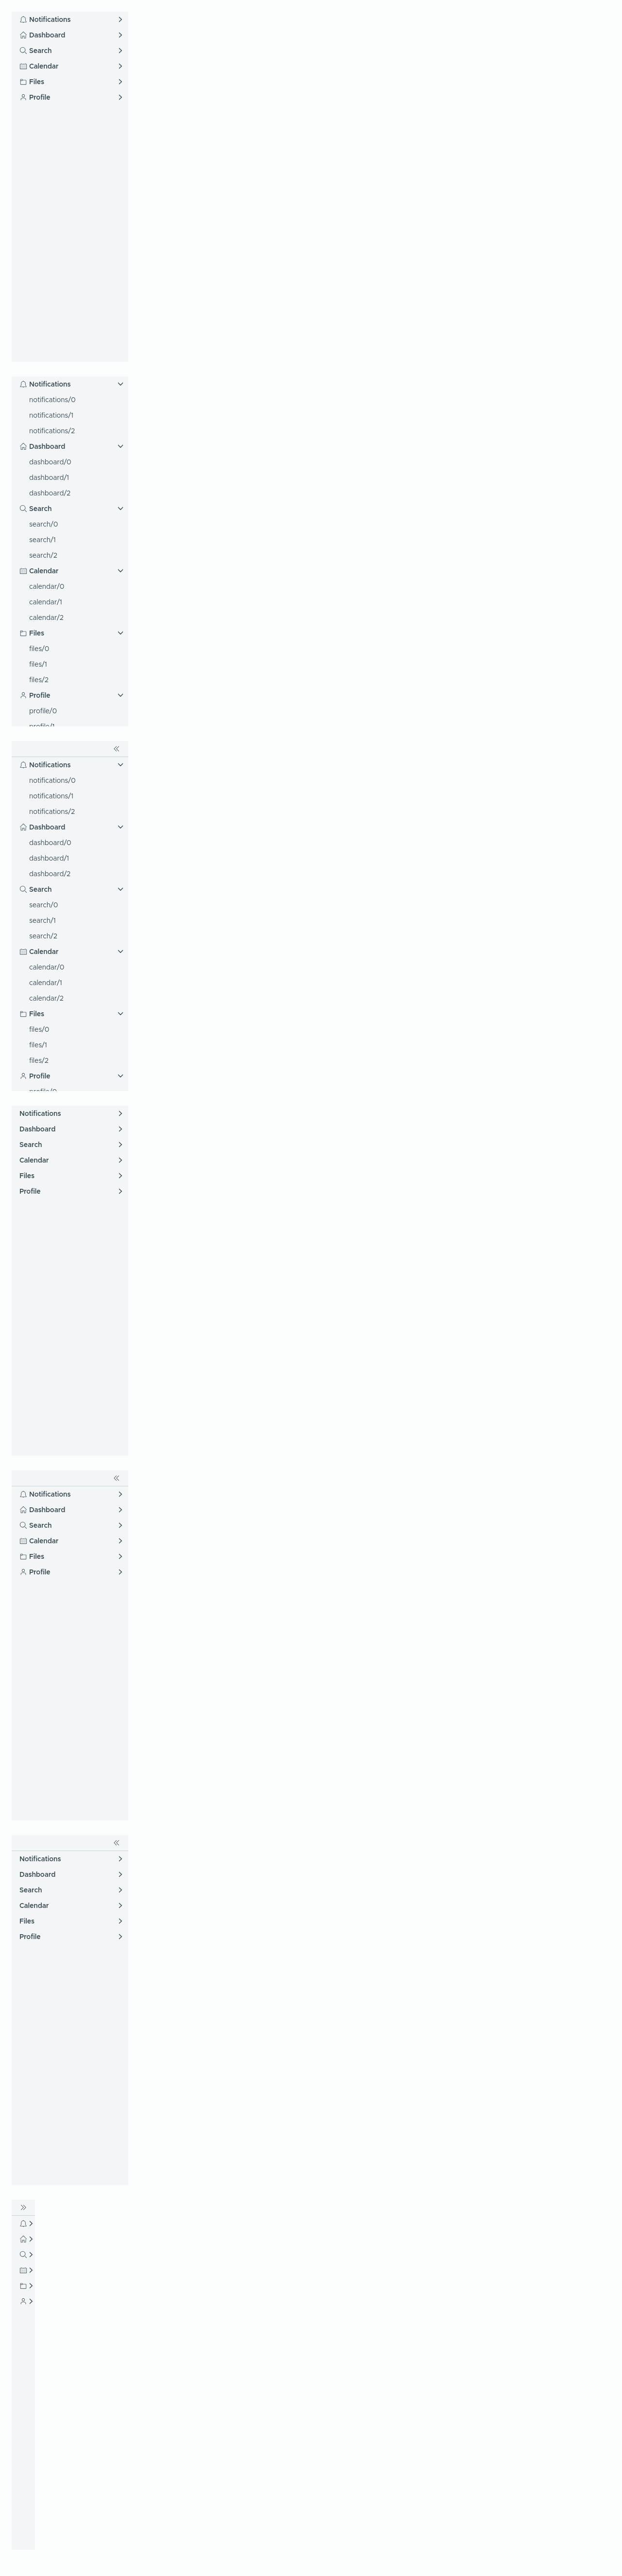 Notifications
Dashboard
Search
Calendar
Files
Profile
Notifications
notifications/0
notifications/1
notifications/2
Dashboard
dashboard/0
dashboard/1
dashboard/2
Search
search/0
search/1
search/2
Calendar
calendar/0
calendar/1
calendar/2
Files
files/0
files/1
files/2
Profile
profile/0
profile/1
Notifications
notifications/0
notifications/1
notifications/2
Dashboard
dashboard/0
dashboard/1
dashboard/2
Search
search/0
search/1
search/2
Calendar
calendar/0
calendar/1
calendar/2
Files
files/0
files/1
files/2
Profile
profile/0
Notifications
Dashboard
Search
Calendar
Files
Profile
Notifications
Dashboard
Search
Calendar
Files
Profile
Notifications
Dashboard
Search
Calendar
Files
Profile